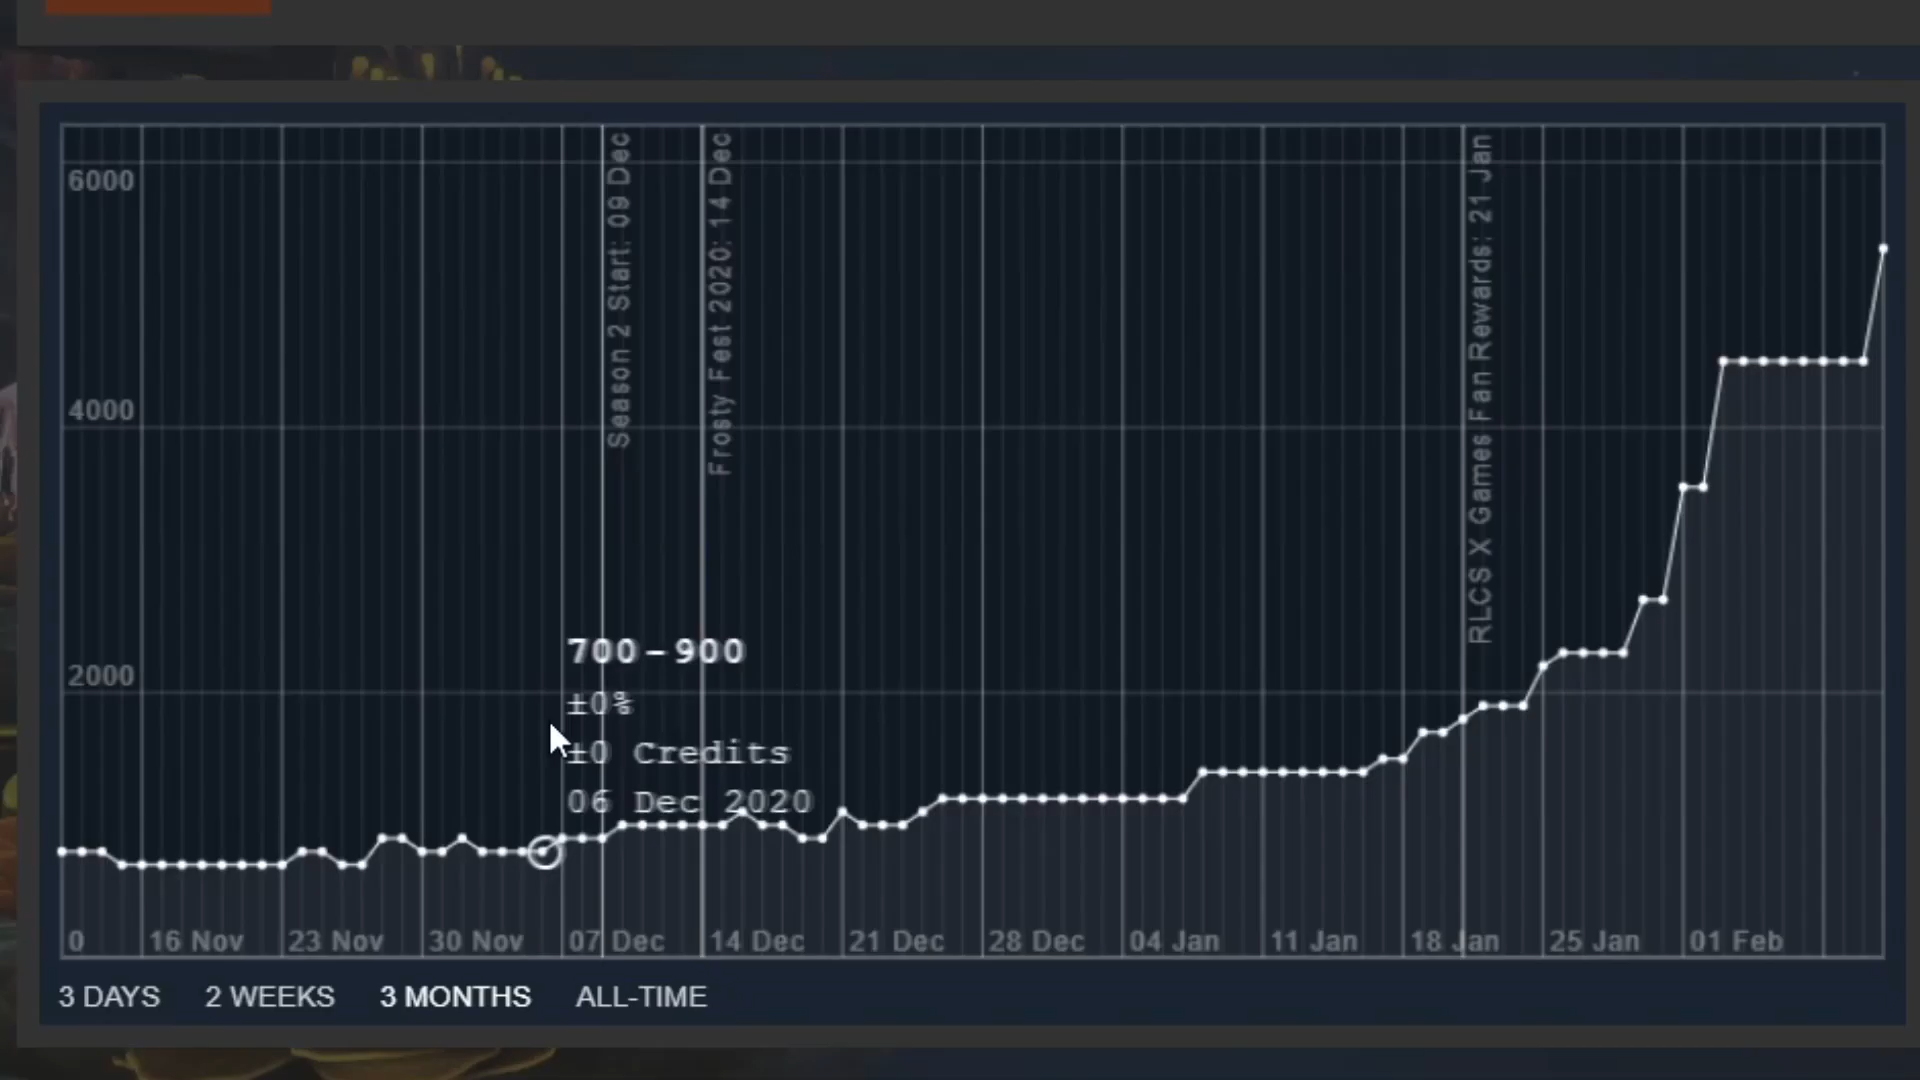 6000
4000
2000
0
Season 2 Start: 09 Dec
Frosty Fest 2020: 14 Dec
RLCS X Games Fan Rewards: 21 Jan
700 – 900
±0%
±0 Credits
06 Dec 2020
16 Nov
23 Nov
30 Nov
07 Dec
14 Dec
21 Dec
28 Dec
04 Jan
11 Jan
18 Jan
25 Jan
01 Feb
3 DAYS 2 WEEKS 3 MONTHS ALL-TIME